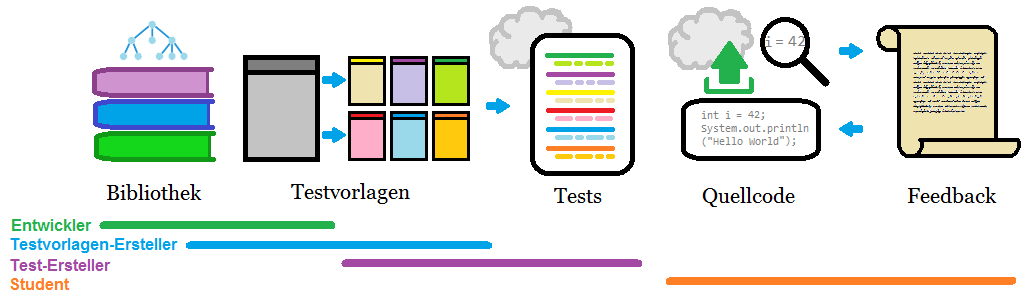 i = 42
int i = 42;
System.out.println
("Hello World");
Bibliothek
Testvorlagen
Tests
Quellcode
Feedback
Entwickler
Testvorlagen-Ersteller
Test-Ersteller
Student